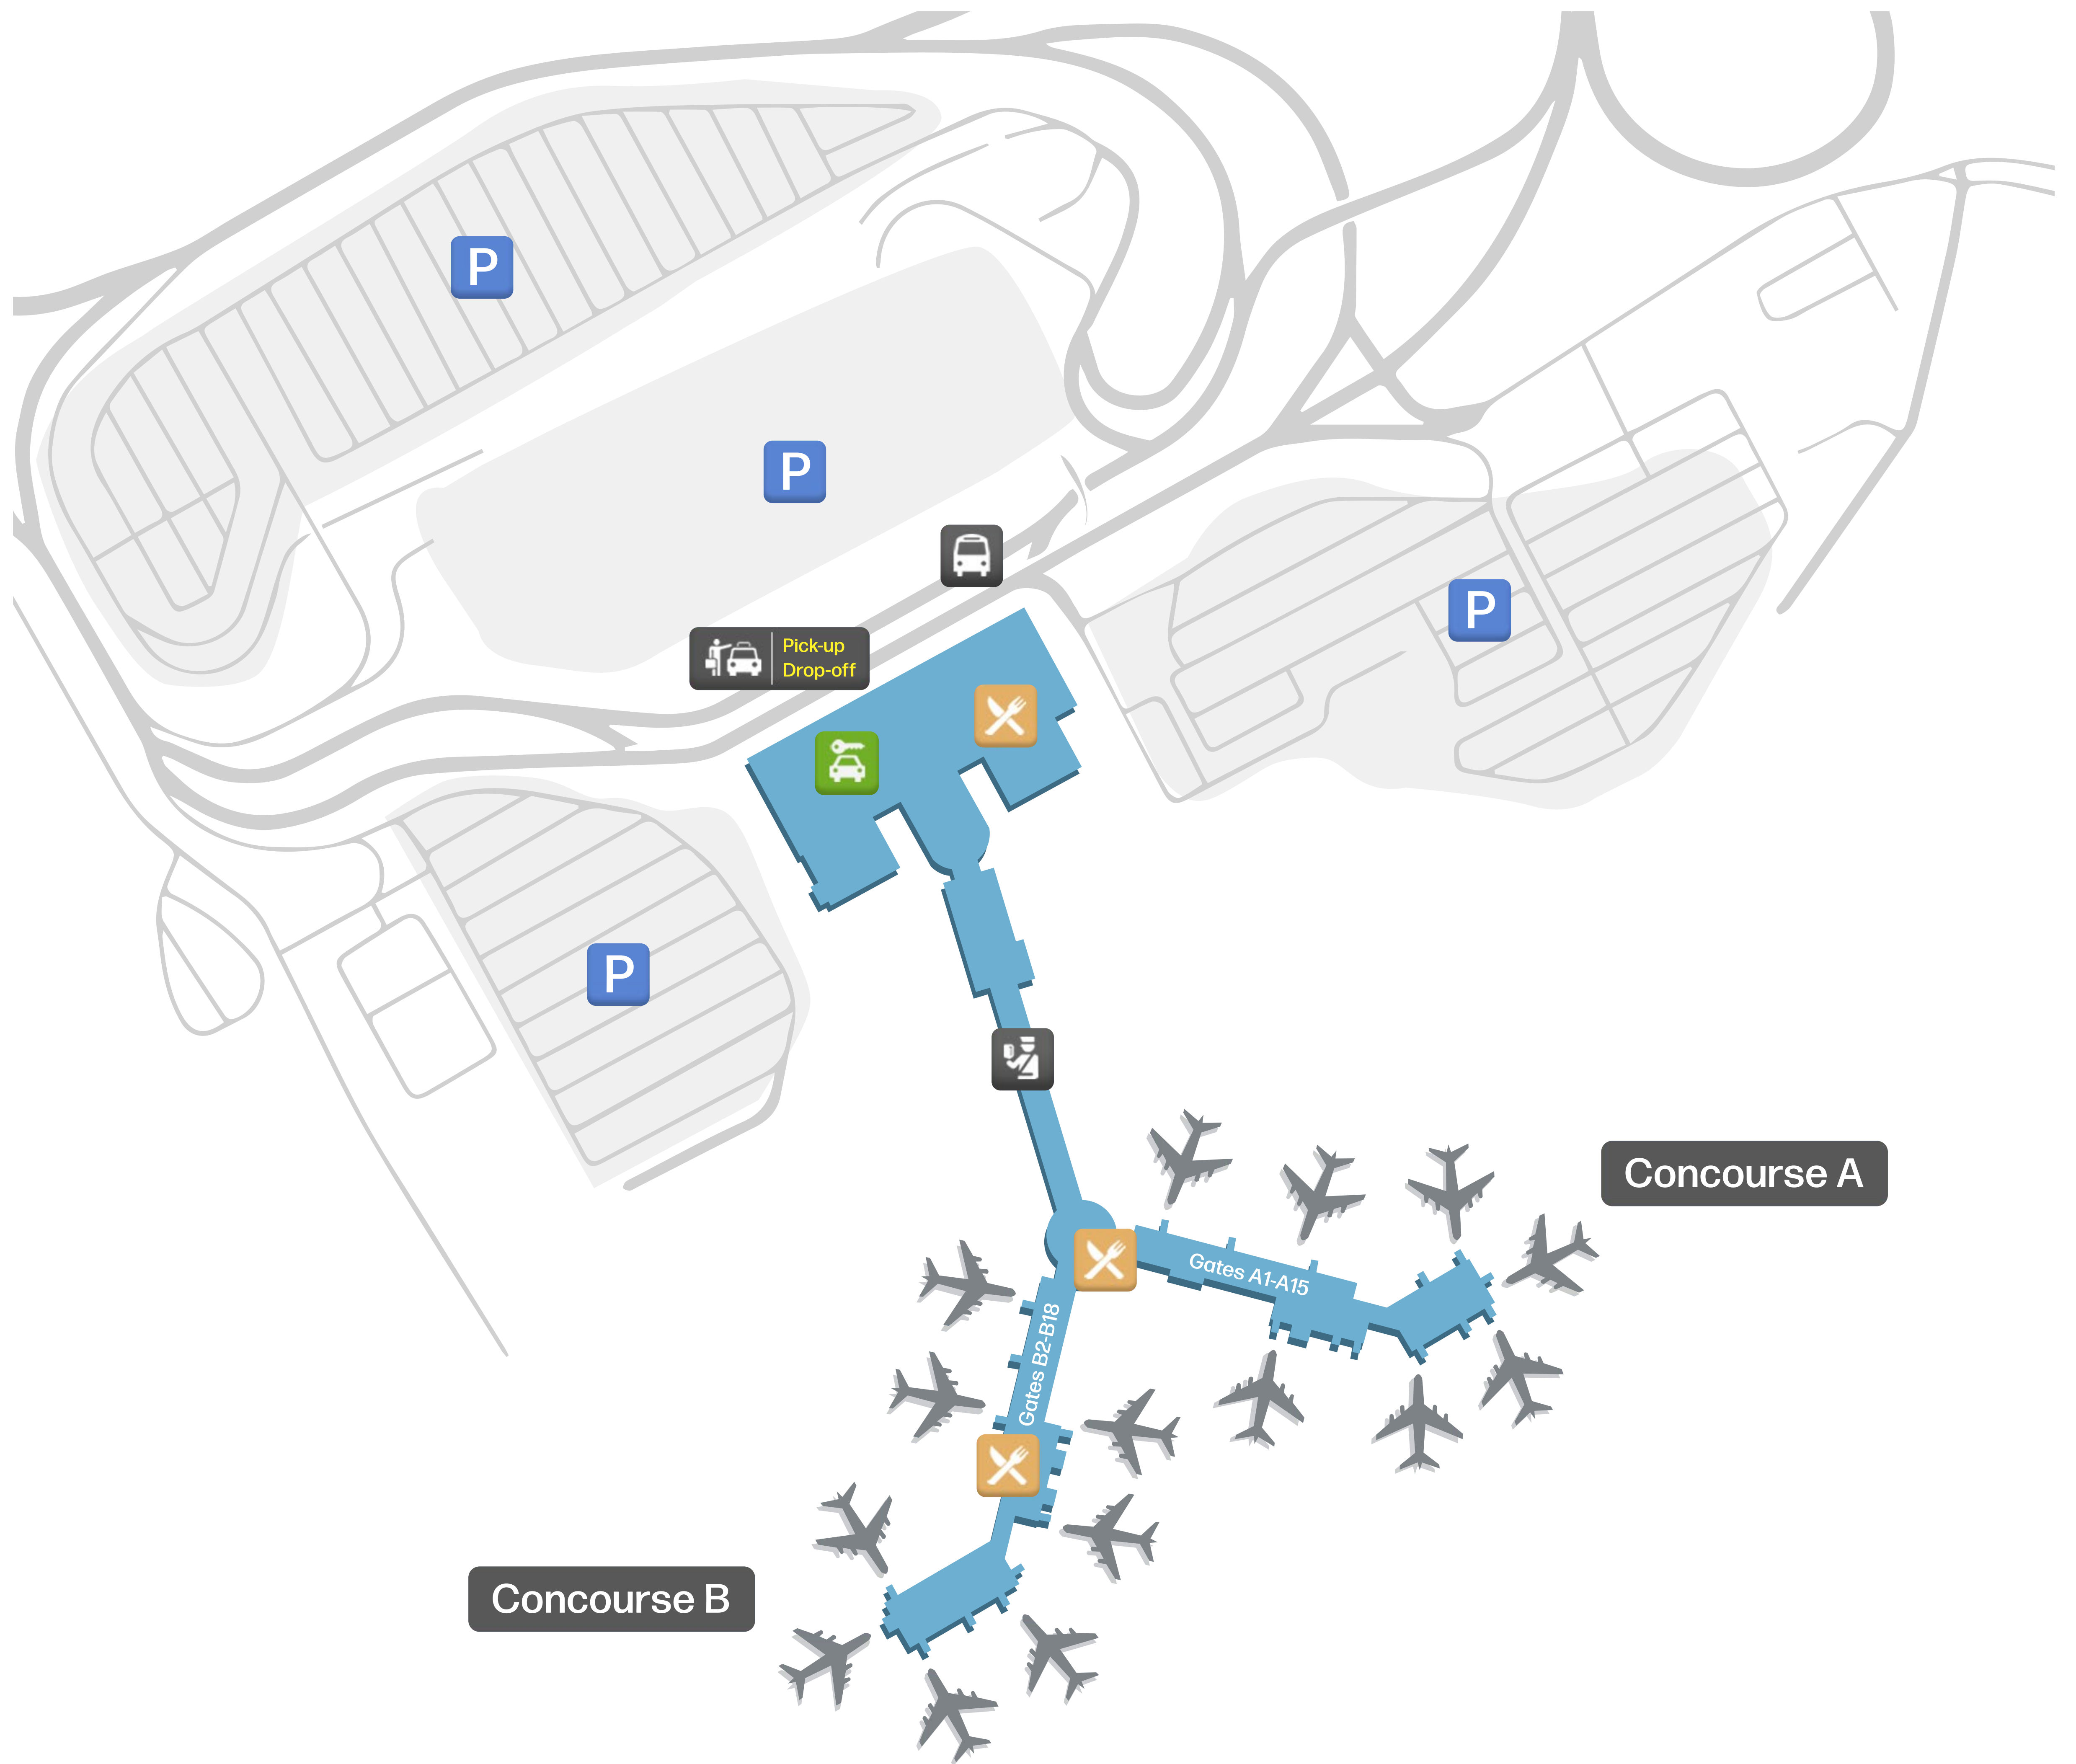 P
P
P
Pick-up
Drop-off
P
Concourse A
Gates A1-A15
Gates B2-B18
Concourse B